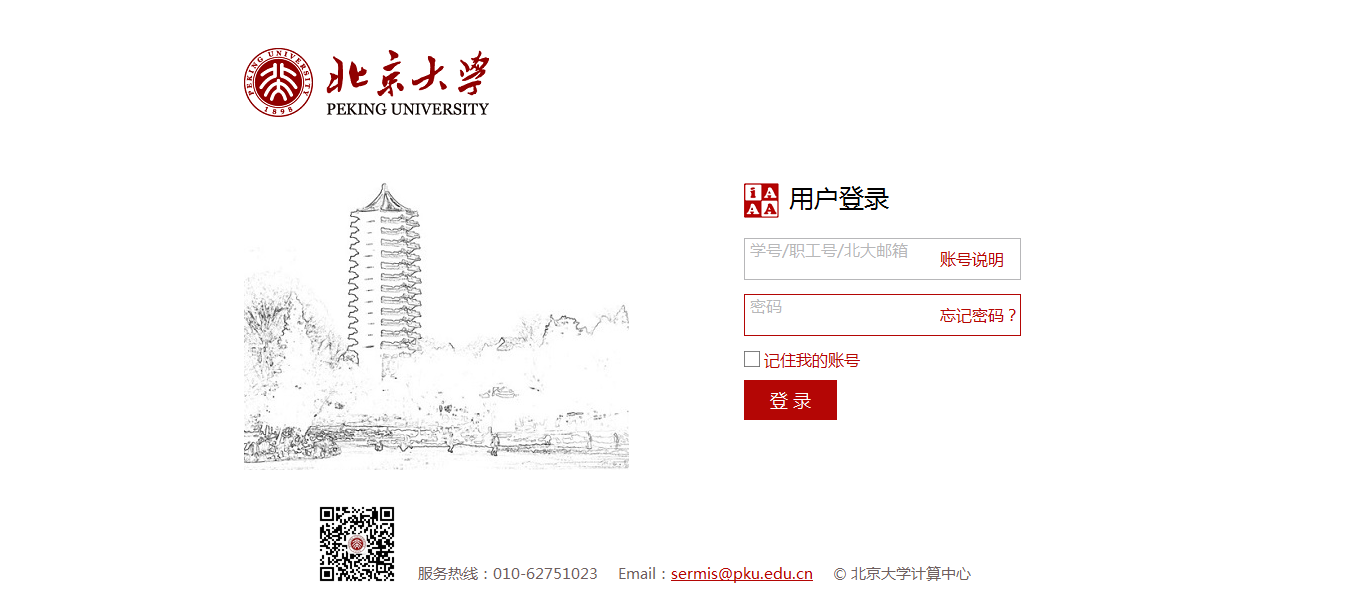 PEKING UNIVERSITY
1898
北京大学
PEKING UNIVERSITY
iAAA
用户登录
学号/职工号/北大邮箱 账号说明
密码 忘记密码？
记住我的账号
登 录
服务热线：010-62751023 Email：sermis@pku.edu.cn © 北京大学计算中心